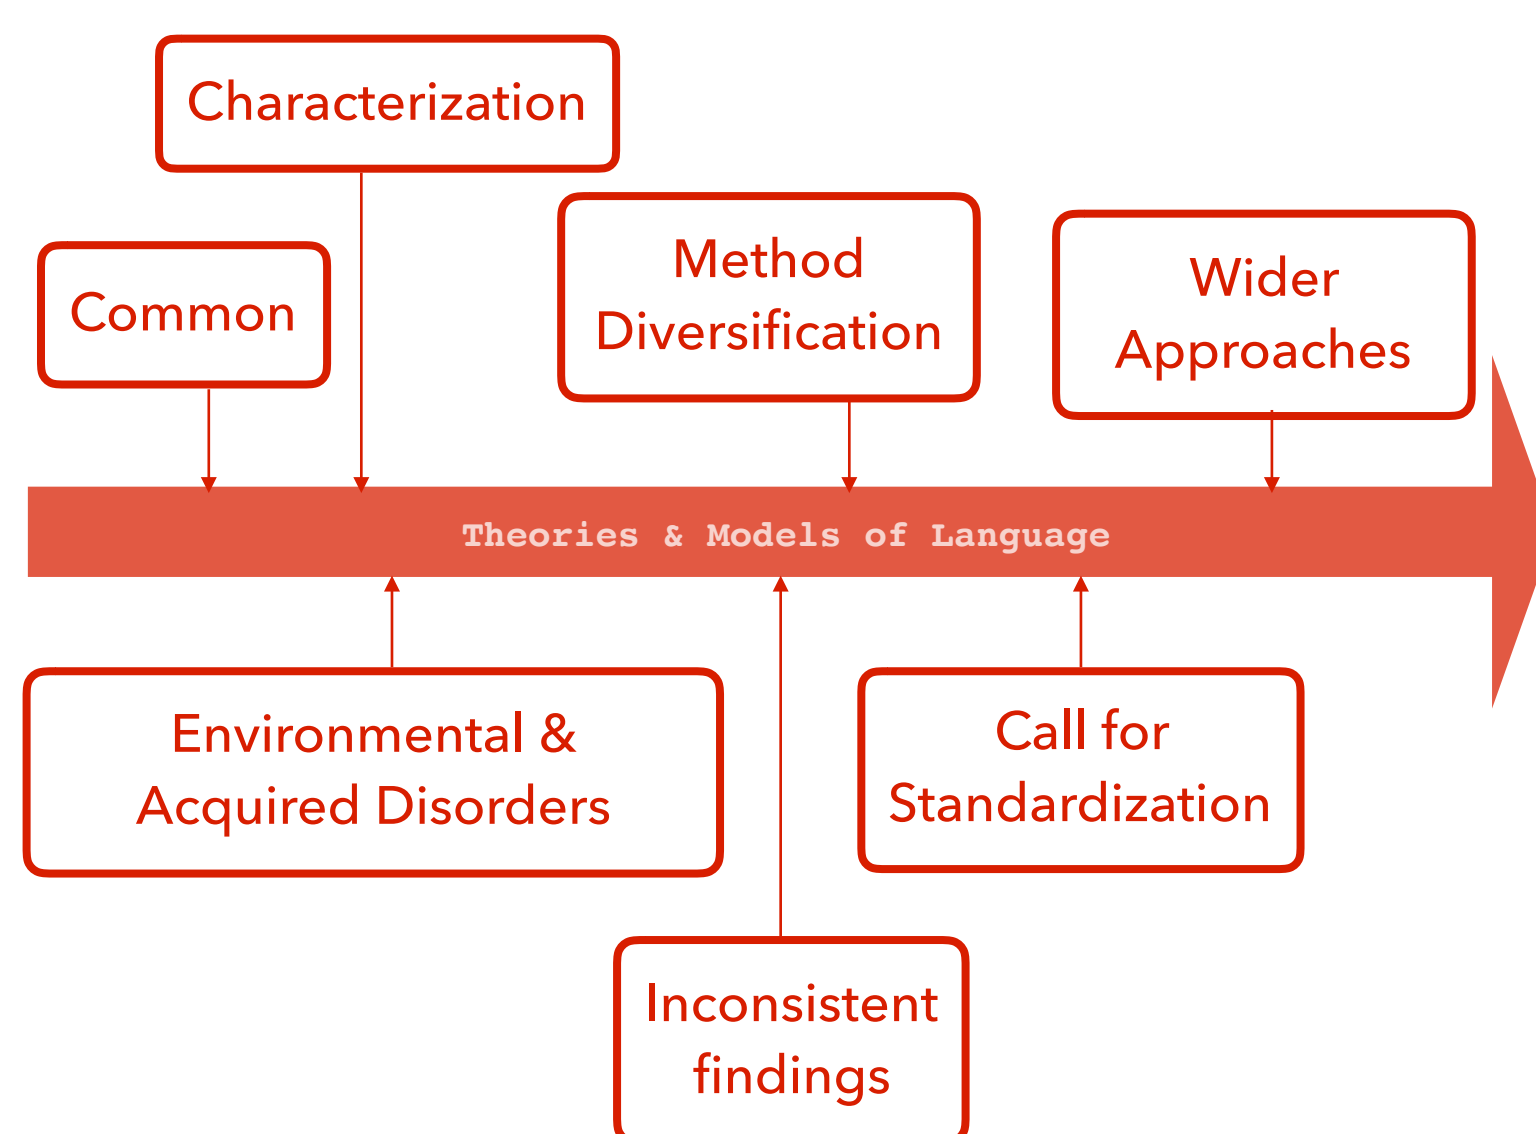 Characterization
Common
Method
Diversification
Wider
Approaches
Theories & Models of Language
Environmental &
Acquired Disorders
Call for
Standardization
Inconsistent
findings